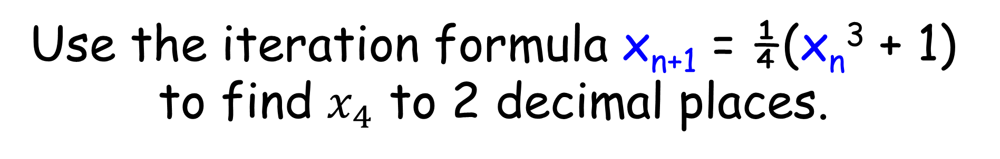 Use the iteration formula xₙ₊₁ = ¼(xₙ³ + 1)
to find 𝑥₄ to 2 decimal places.